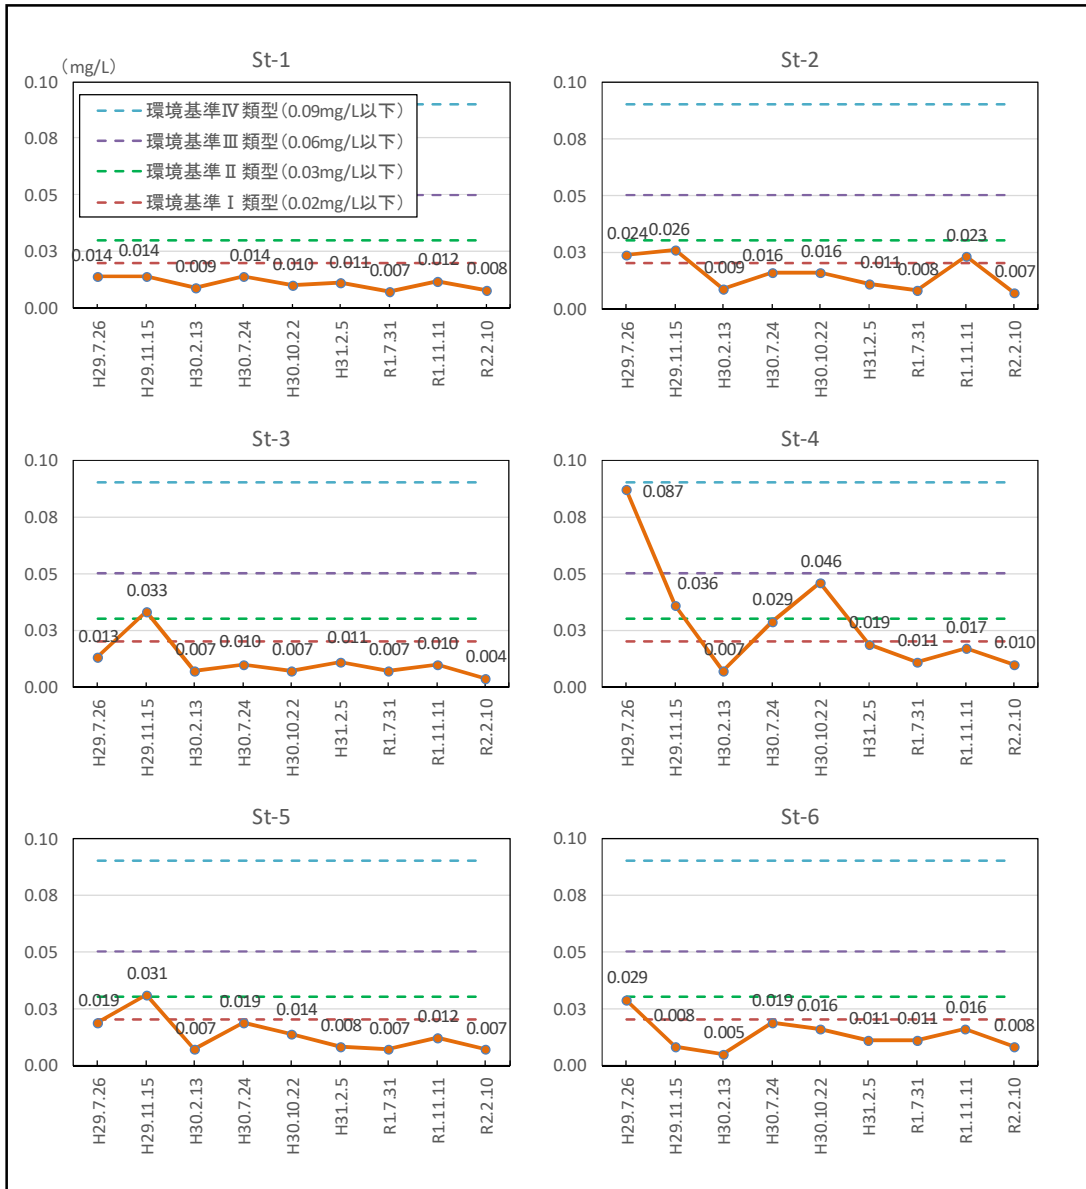 St-1
（mg/L）
0.10
0.08
0.05
0.03
0.00
環境基準Ⅳ類型（0.09mg/L以下）
環境基準Ⅲ類型（0.06mg/L以下）
環境基準Ⅱ類型（0.03mg/L以下）
環境基準Ⅰ類型（0.02mg/L以下）
0.014 0.014 0.009 0.014 0.010 0.011 0.007 0.012 0.008
H29.7.26 H29.11.15 H30.2.13 H30.7.24 H30.10.22 H31.2.5 R1.7.31 R1.11.11 R2.2.10
St-2
0.10
0.08
0.05
0.03
0.00
0.024 0.026 0.009 0.016 0.016 0.011 0.008 0.023 0.007
H29.7.26 H29.11.15 H30.2.13 H30.7.24 H30.10.22 H31.2.5 R1.7.31 R1.11.11 R2.2.10
St-3
0.10
0.08
0.05
0.03
0.00
0.013 0.033 0.007 0.010 0.007 0.011 0.007 0.010 0.004
H29.7.26 H29.11.15 H30.2.13 H30.7.24 H30.10.22 H31.2.5 R1.7.31 R1.11.11 R2.2.10
St-4
0.10
0.08
0.05
0.03
0.00
0.087 0.036 0.007 0.029 0.046 0.019 0.011 0.017 0.010
H29.7.26 H29.11.15 H30.2.13 H30.7.24 H30.10.22 H31.2.5 R1.7.31 R1.11.11 R2.2.10
St-5
0.10
0.08
0.05
0.03
0.00
0.019 0.031 0.007 0.019 0.014 0.008 0.007 0.012 0.007
H29.7.26 H29.11.15 H30.2.13 H30.7.24 H30.10.22 H31.2.5 R1.7.31 R1.11.11 R2.2.10
St-6
0.10
0.08
0.05
0.03
0.00
0.029 0.008 0.005 0.019 0.016 0.011 0.011 0.016 0.008
H29.7.26 H29.11.15 H30.2.13 H30.7.24 H30.10.22 H31.2.5 R1.7.31 R1.11.11 R2.2.10